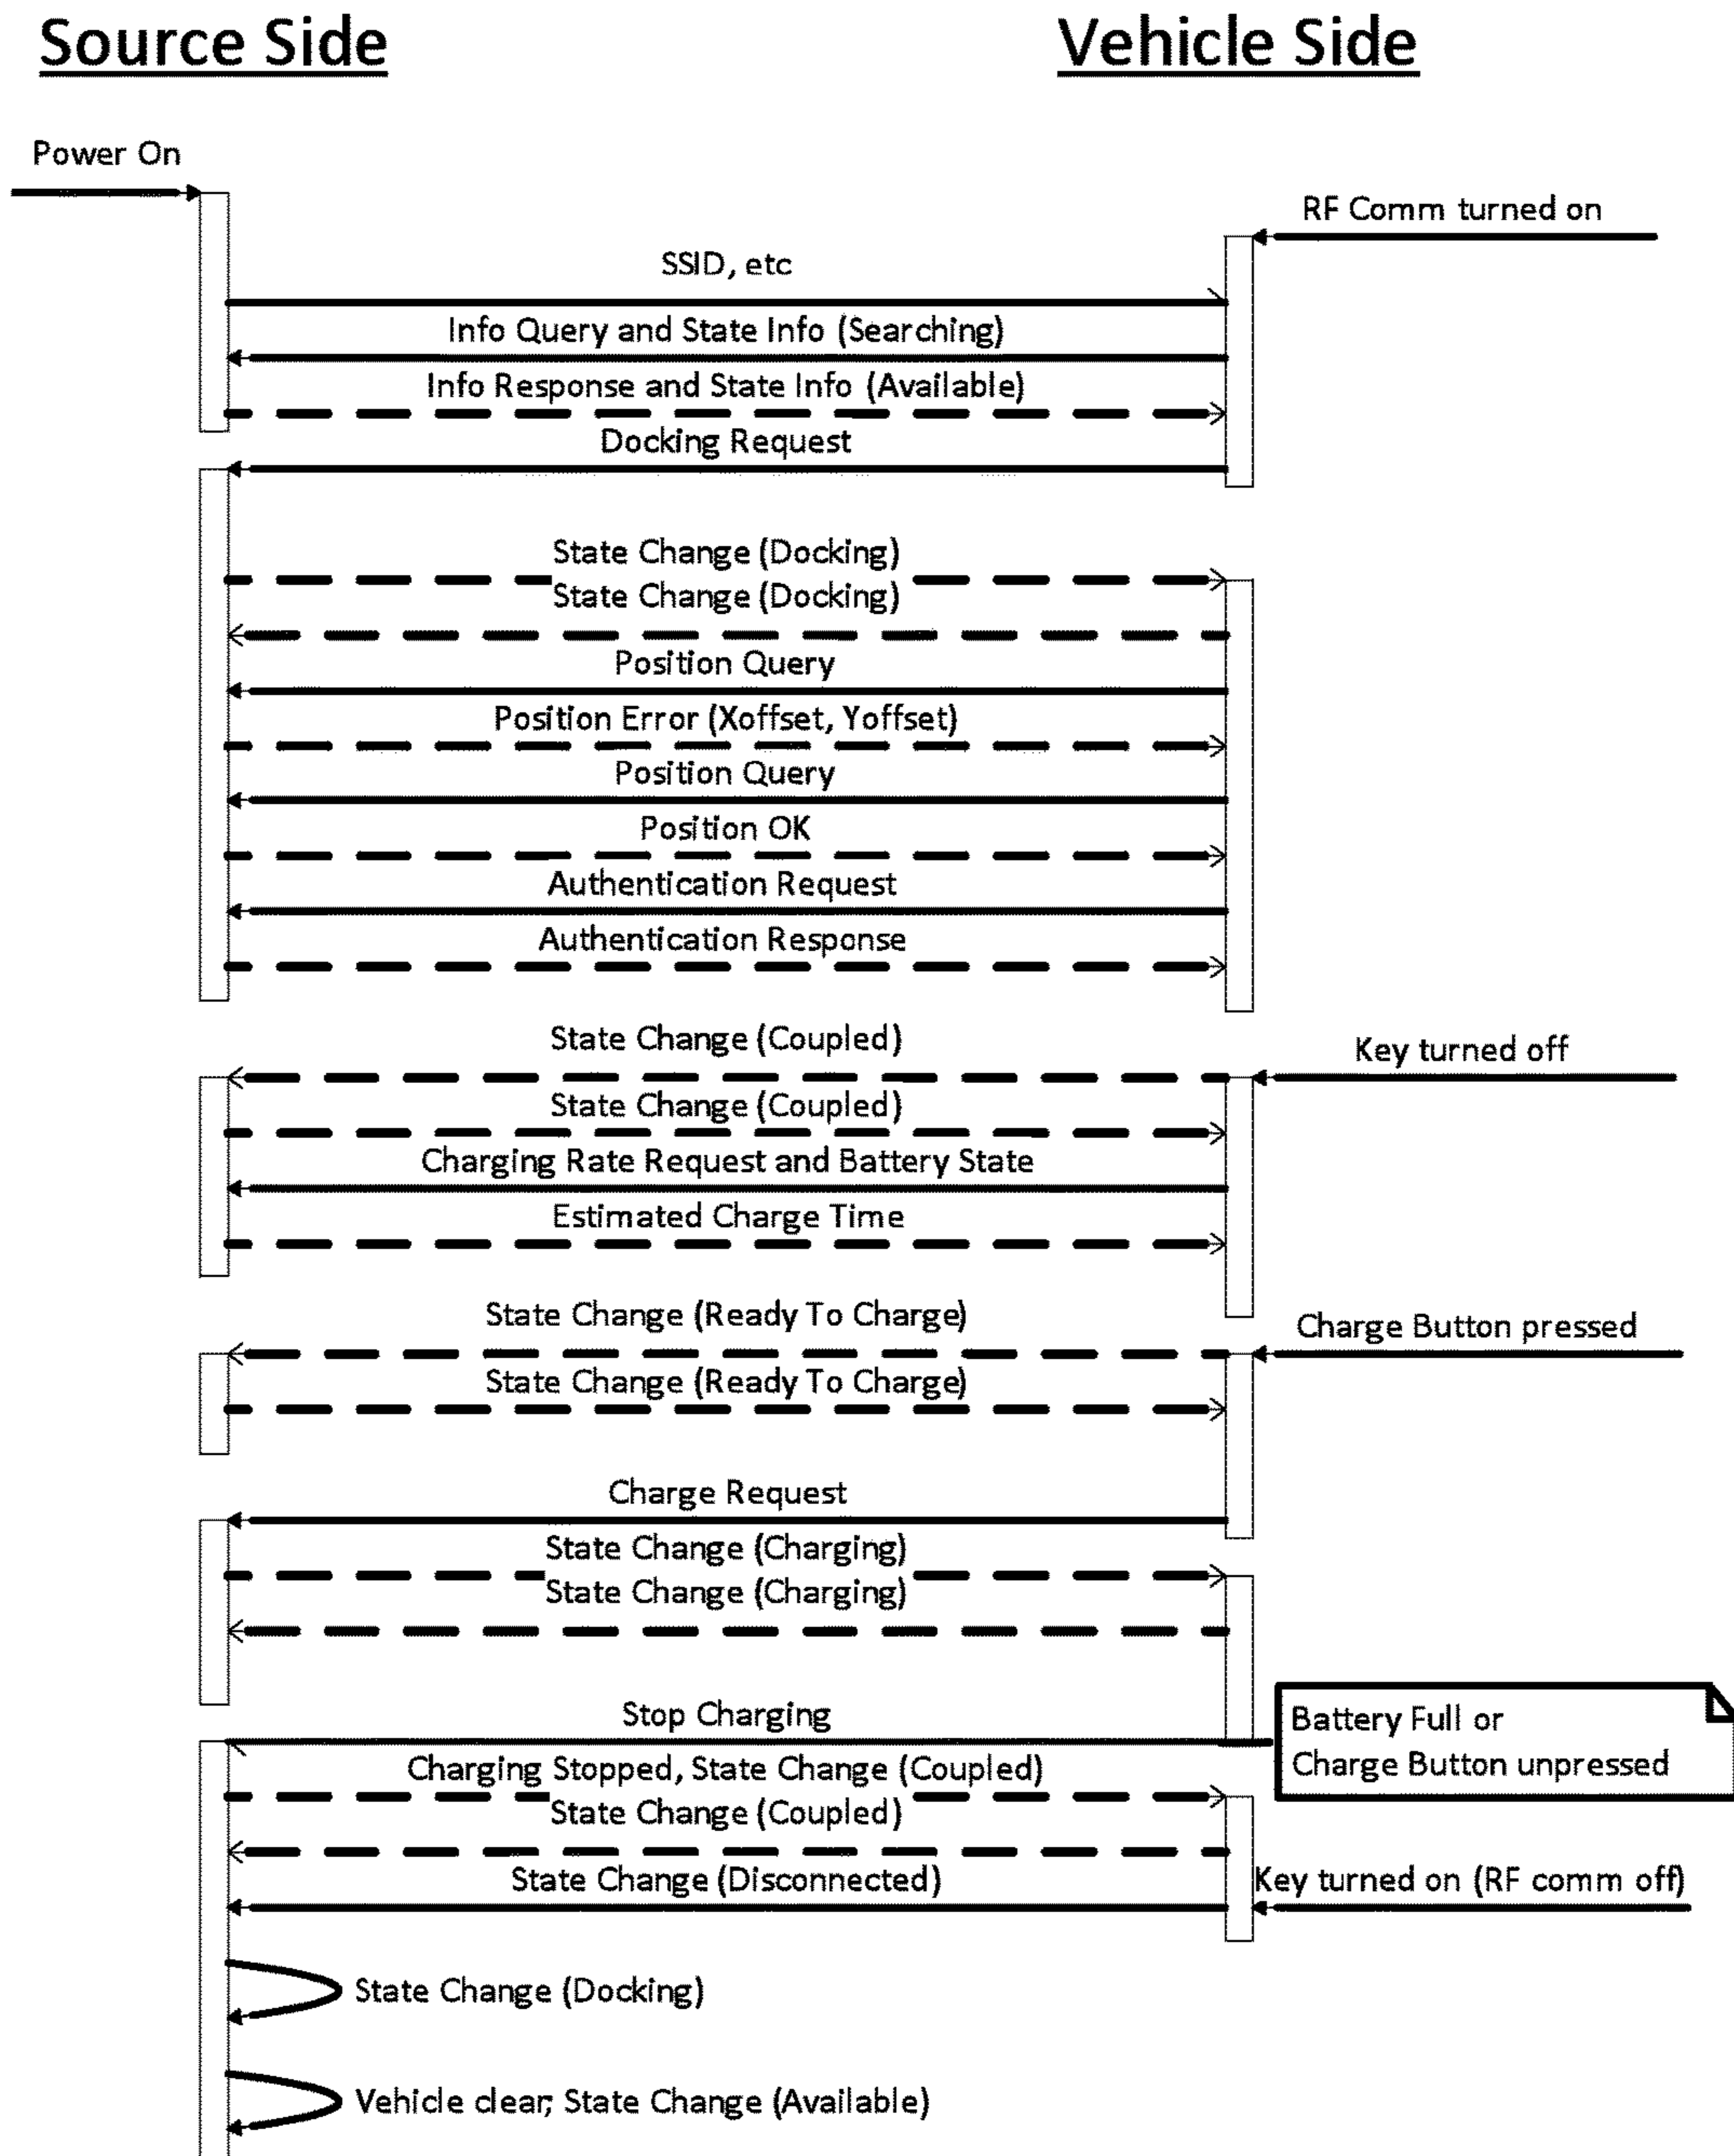 Source Side
Vehicle Side
Power On
RF Comm turned on
SSID, etc
Info Query and State Info (Searching)
Info Response and State Info (Available)
Docking Request
State Change (Docking)
State Change (Docking)
Position Query
Position Error (Xoffset, Yoffset)
Position Query
Position OK
Authentication Request
Authentication Response
State Change (Coupled)
Key turned off
State Change (Coupled)
Charging Rate Request and Battery State
Estimated Charge Time
State Change (Ready To Charge)
Charge Button pressed
State Change (Ready To Charge)
Charge Request
State Change (Charging)
State Change (Charging)
Stop Charging
Battery Full or
Charge Button unpressed
Charging Stopped, State Change (Coupled)
State Change (Coupled)
State Change (Disconnected)
Key turned on (RF comm off)
State Change (Docking)
Vehicle clear; State Change (Available)